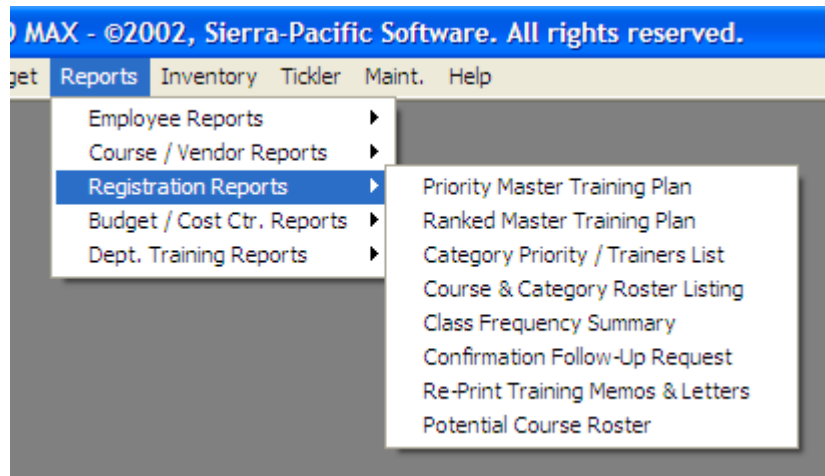 ) MAX - ©2002, Sierra-Pacific Software. All rights reserved.
get Reports Inventory Tickler Maint. Help
Employee Reports
Course / Vendor Reports
Registration Reports
Budget / Cost Ctr. Reports
Dept. Training Reports
Priority Master Training Plan
Ranked Master Training Plan
Category Priority / Trainers List
Course & Category Roster Listing
Class Frequency Summary
Confirmation Follow-Up Request
Re-Print Training Memos & Letters
Potential Course Roster